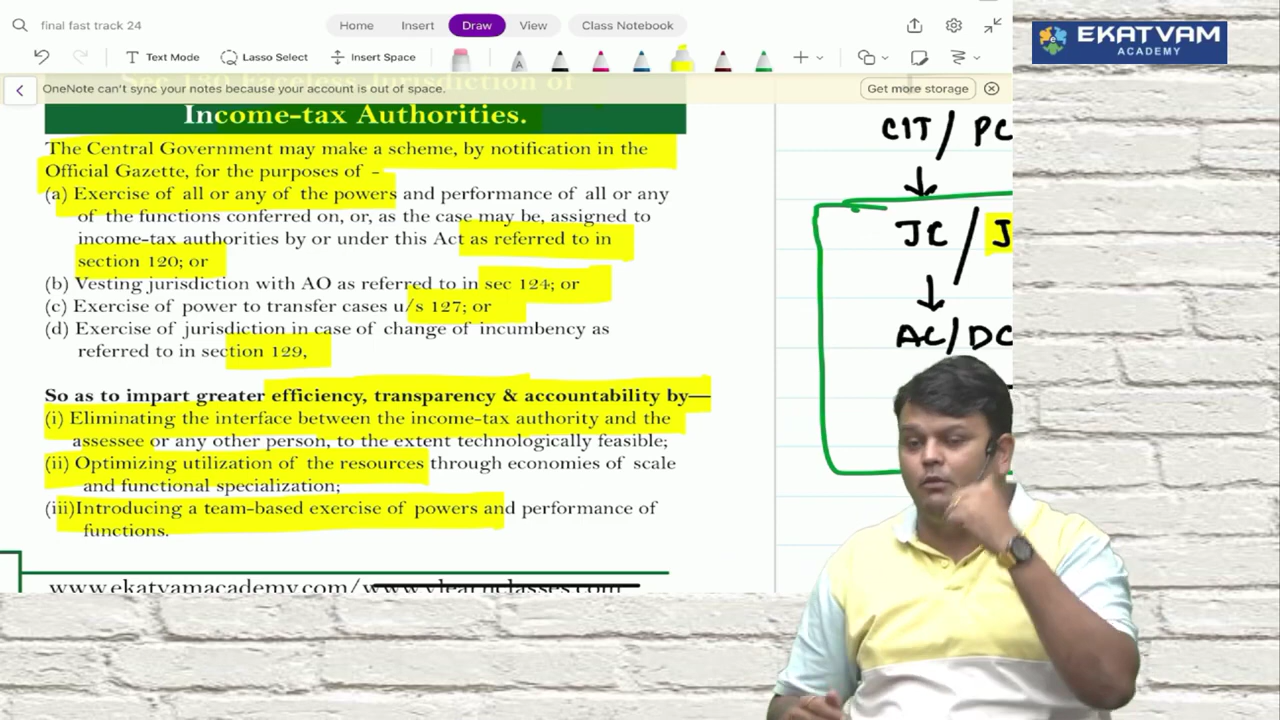 final fast track 24
Home Insert Draw View Class Notebook
EKATVAM
ACADEMY
Text Mode Lasso Select Insert Space
OneNote can't sync your notes because your account is out of space. Get more storage
Income-tax Authorities.
The Central Government may make a scheme, by notification in the
Official Gazette, for the purposes of -
(a) Exercise of all or any of the powers and performance of all or any
of the functions conferred on, or, as the case may be, assigned to
income-tax authorities by or under this Act as referred to in
section 120; or
(b) Vesting jurisdiction with AO as referred to in sec 124; or
(c) Exercise of power to transfer cases u/s 127; or
(d) Exercise of jurisdiction in case of change of incumbency as
referred to in section 129,
So as to impart greater efficiency, transparency & accountability by—
(i) Eliminating the interface between the income-tax authority and the
assessee or any other person, to the extent technologically feasible;
(ii) Optimizing utilization of the resources through economies of scale
and functional specialization;
(iii)Introducing a team-based exercise of powers and performance of
functions.
www.ekatvamacademy.com/www.vlearnclasses.com
CIT / PC
JC / J
AC/DC